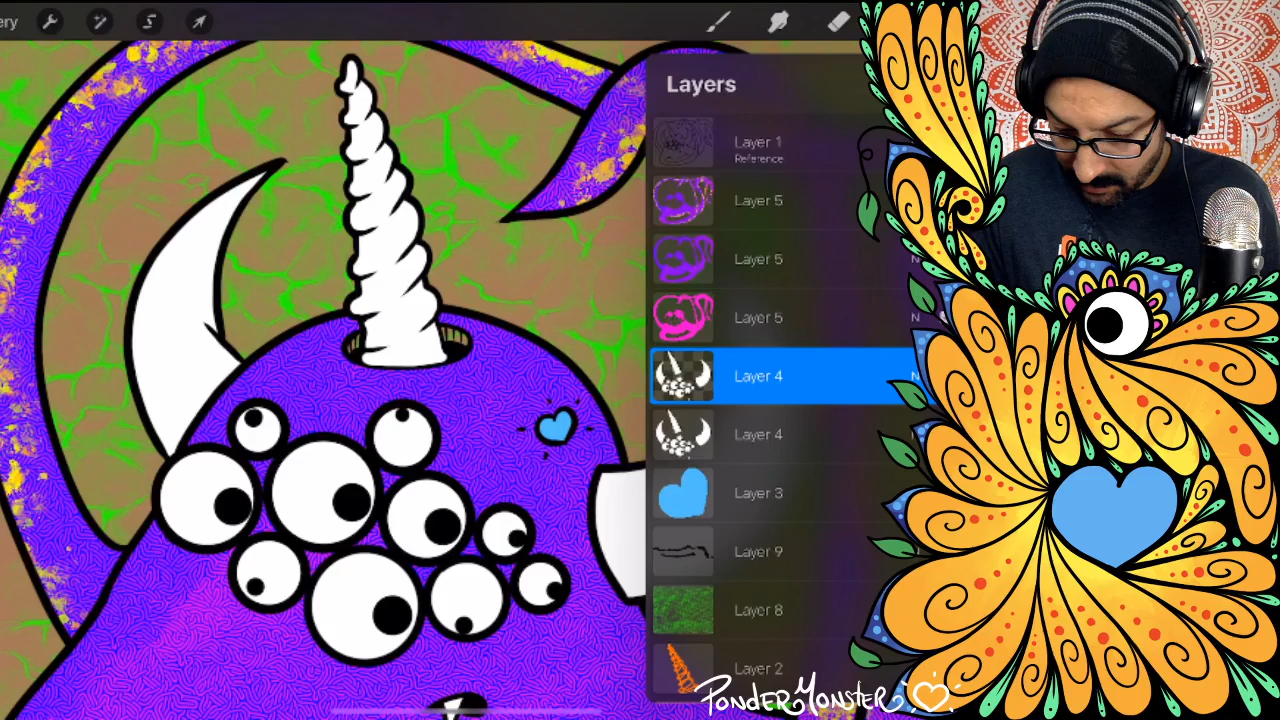 ery
Layers
Layer 1
Reference
Layer 5
Layer 5
N
Layer 5
N
Layer 4
N
Layer 4
Layer 3
Layer 9
Layer 8
Layer 2
PonderMonster